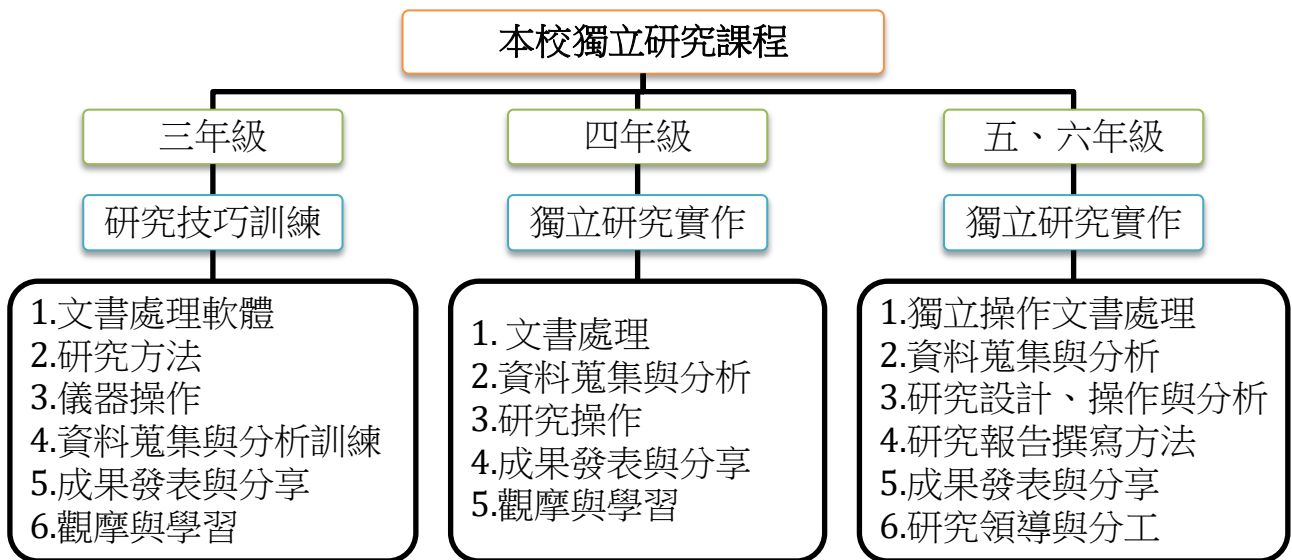 本校獨立研究課程
三年級
四年級
五、六年級
研究技巧訓練
獨立研究實作
獨立研究實作
1.文書處理軟體
2.研究方法
3.儀器操作
4.資料蒐集與分析訓練
5.成果發表與分享
6.觀摩與學習
1. 文書處理
2.資料蒐集與分析
3.研究操作
4.成果發表與分享
5.觀摩與學習
1.獨立操作文書處理
2.資料蒐集與分析
3.研究設計、操作與分析
4.研究報告撰寫方法
5.成果發表與分享
6.研究領導與分工